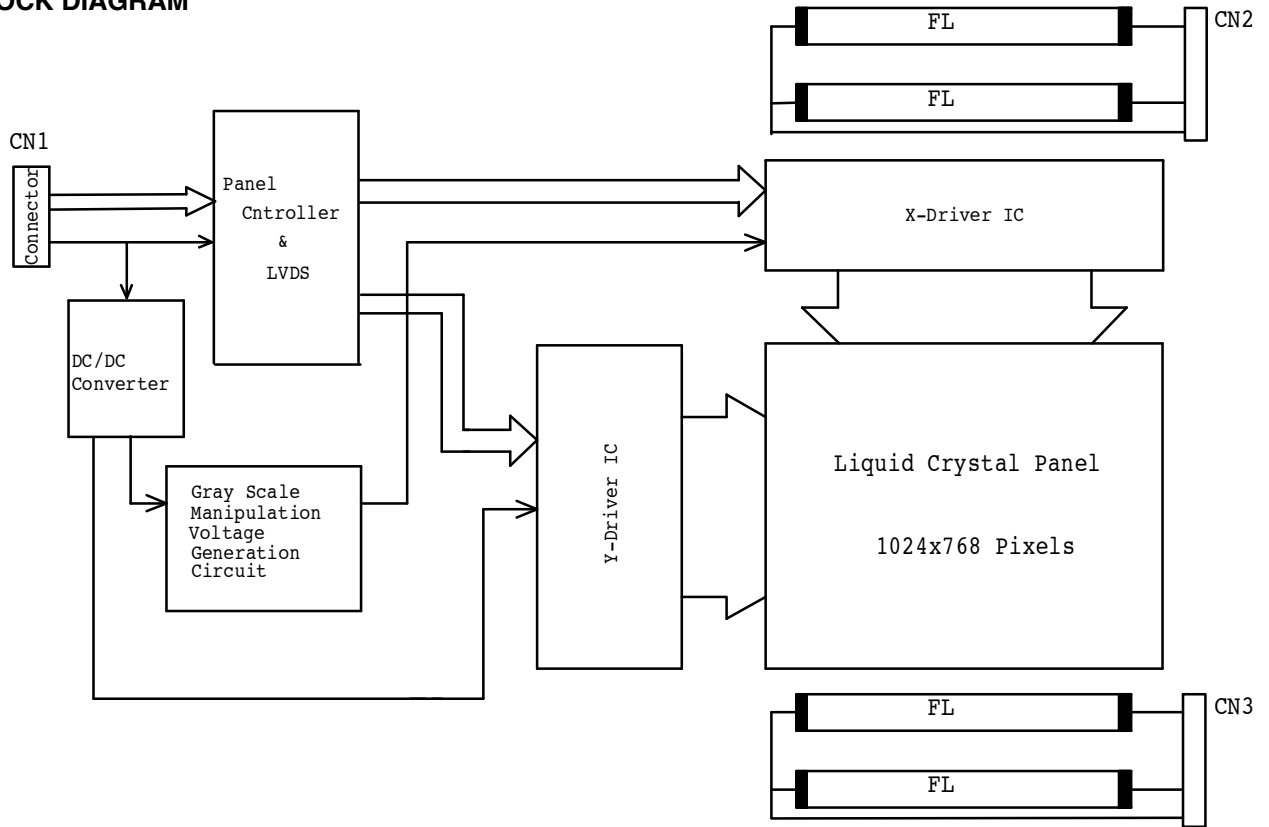 OCK DIAGRAM
FL
CN2
FL
CN1
Connector
Panel
Cntroller
&
LVDS
X-Driver IC
DC/DC
Converter
Gray Scale
Manipulation
Voltage
Generation
Circuit
Y-Driver IC
Liquid Crystal Panel
1024x768 Pixels
FL
CN3
FL